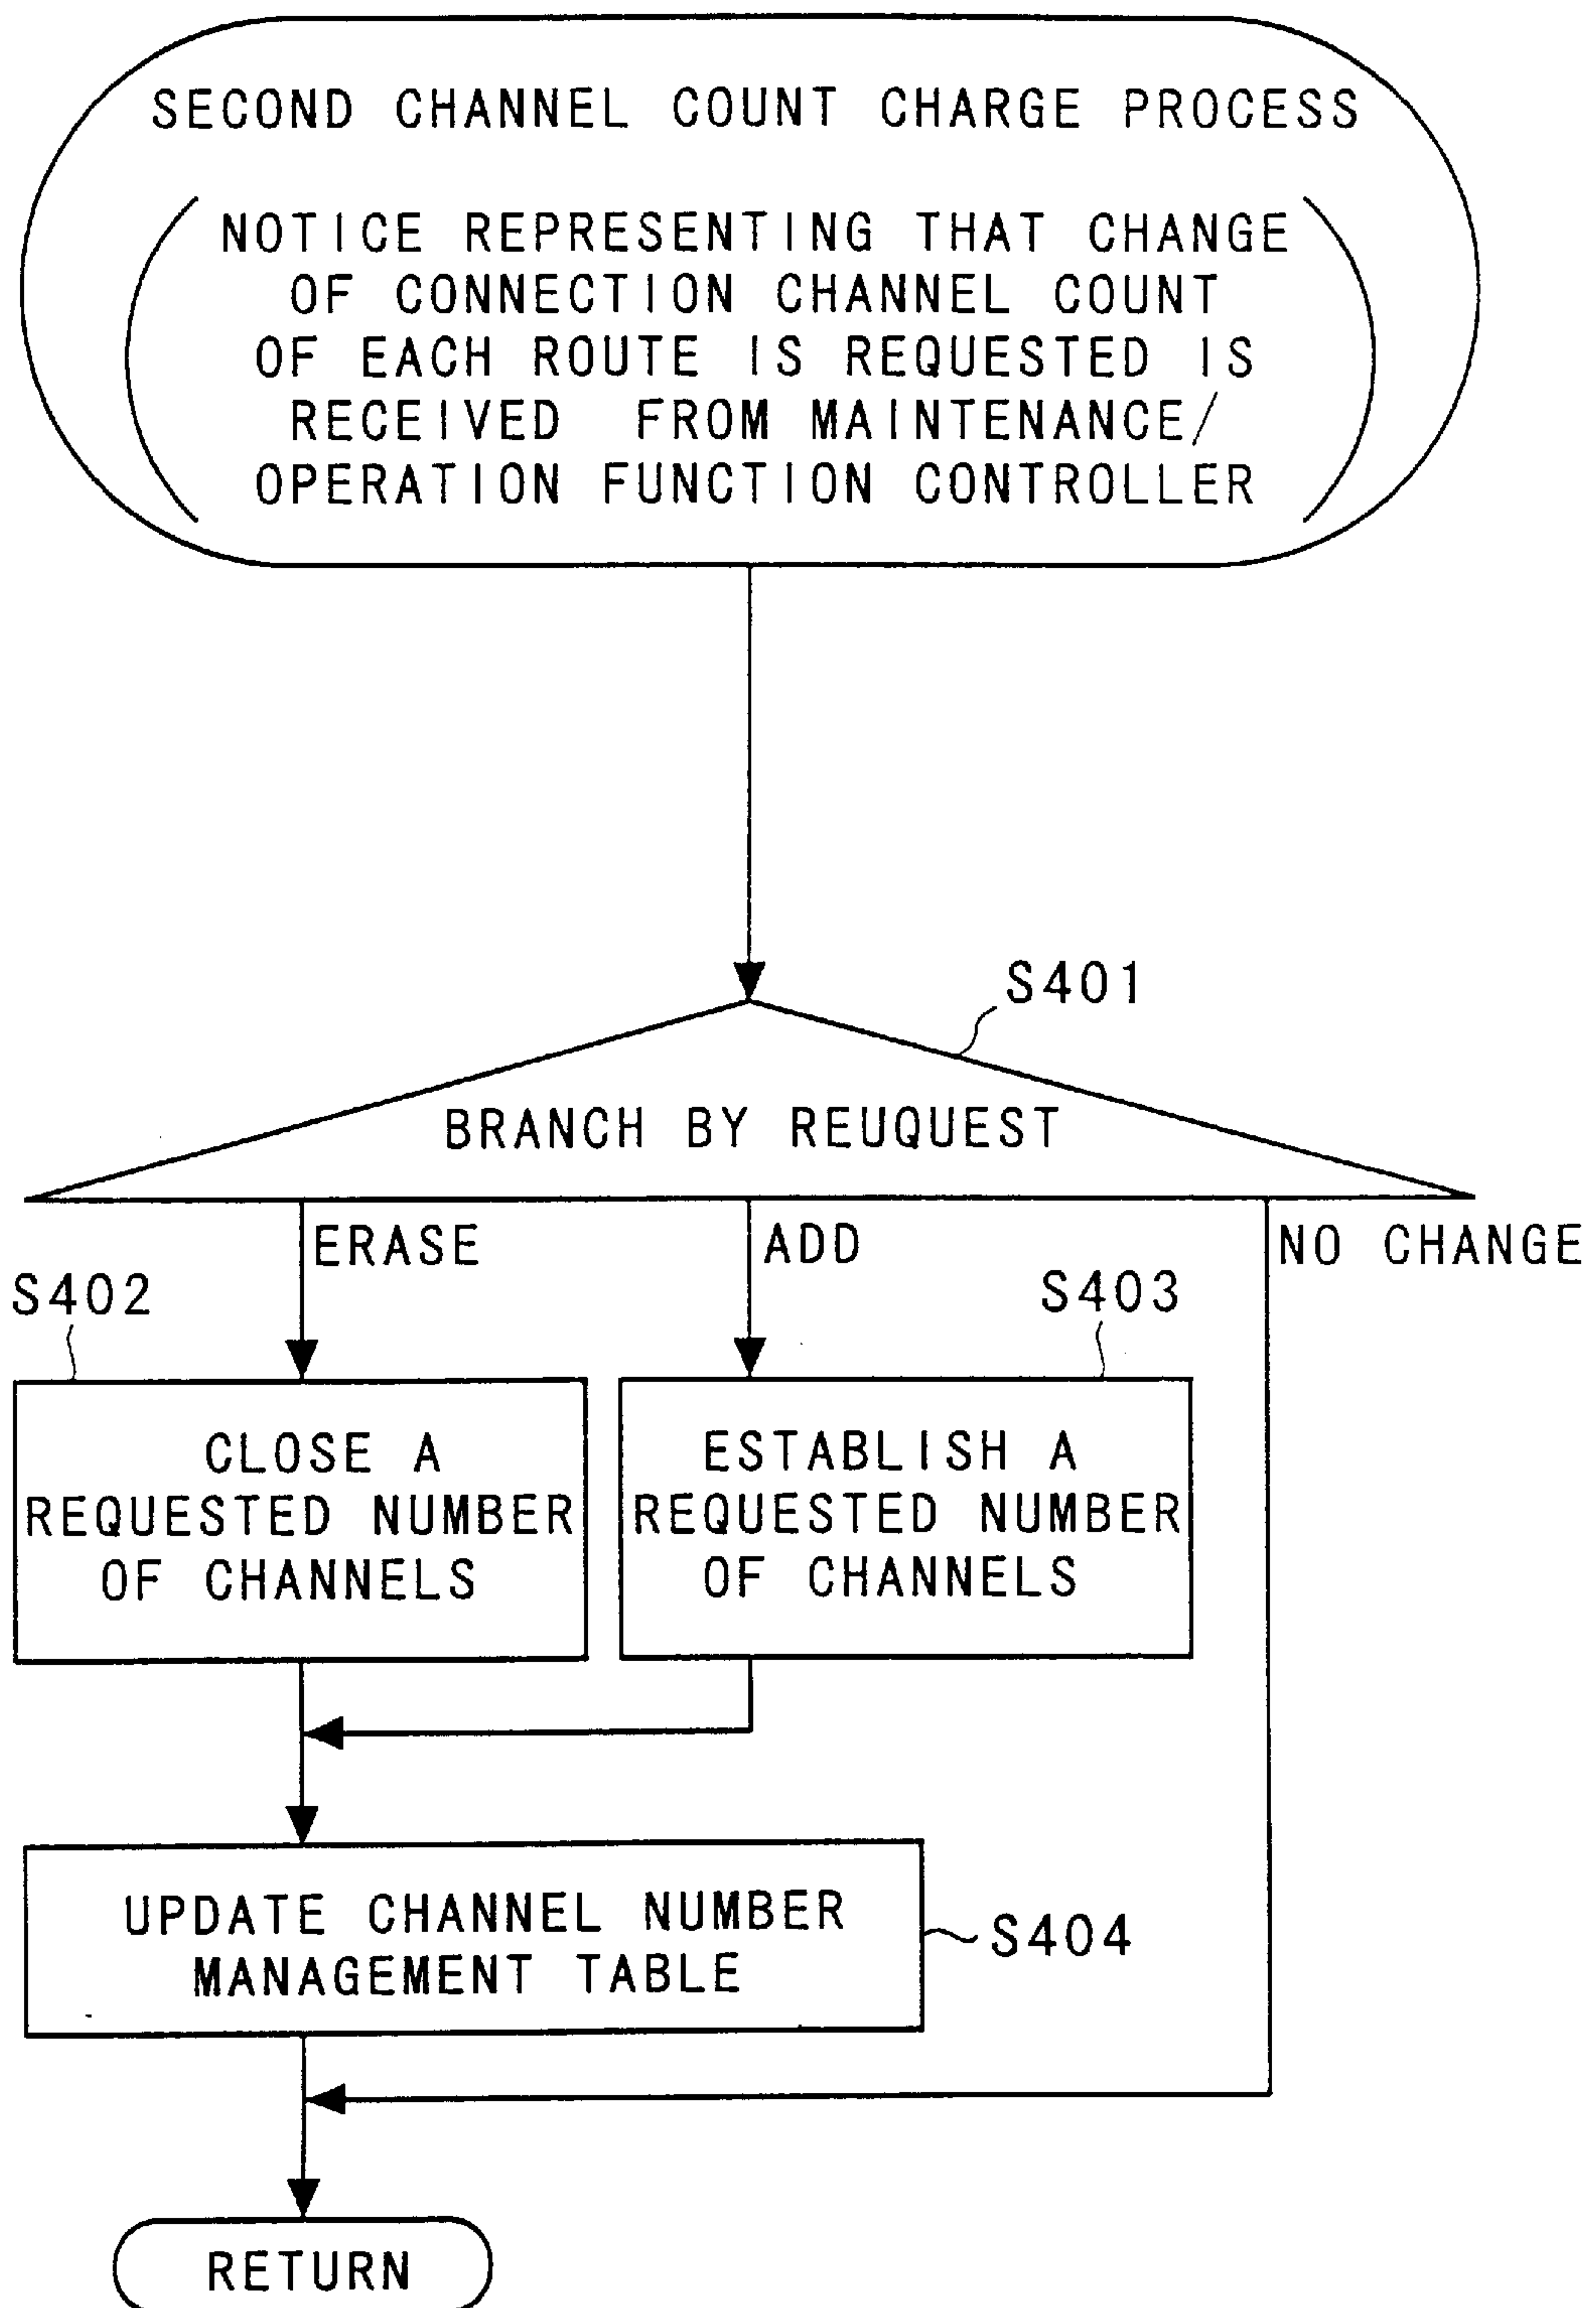 SECOND CHANNEL COUNT CHARGE PROCESS
NOTICE REPRESENTING THAT CHANGE
OF CONNECTION CHANNEL COUNT
OF EACH ROUTE IS REQUESTED IS
RECEIVED FROM MAINTENANCE/
OPERATION FUNCTION CONTROLLER
S401
BRANCH BY REUQUEST
ERASE
ADD
NO CHANGE
S402
S403
CLOSE A
REQUESTED NUMBER
OF CHANNELS
ESTABLISH A
REQUESTED NUMBER
OF CHANNELS
UPDATE CHANNEL NUMBER
MANAGEMENT TABLE
S404
RETURN